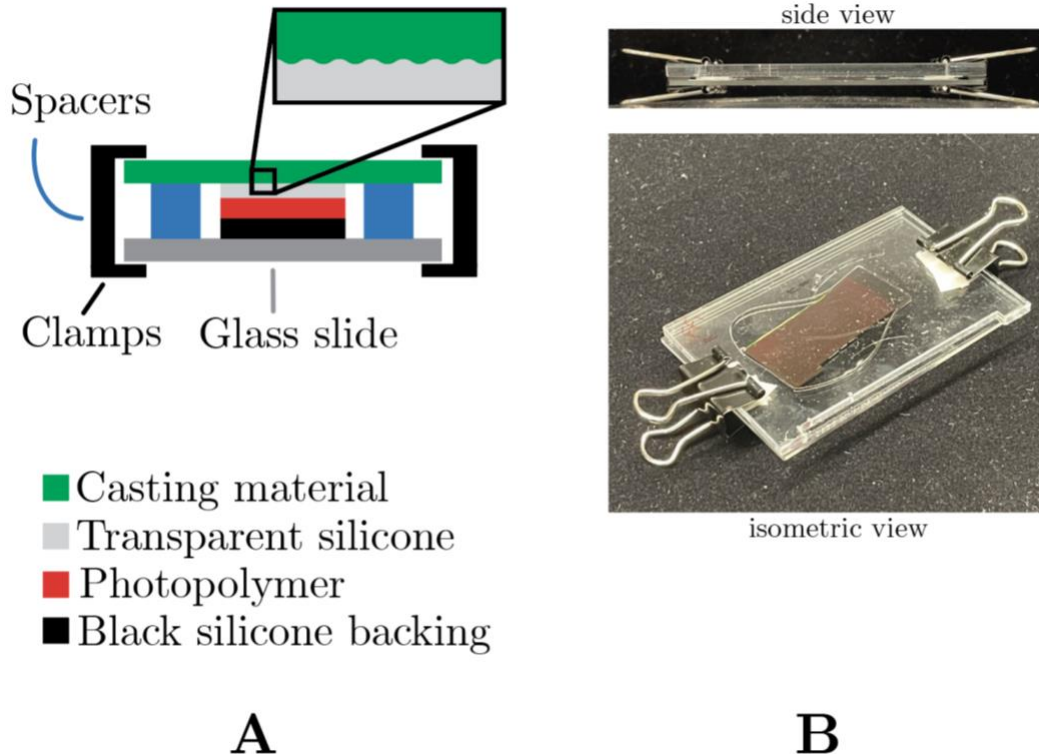 side view
Spacers
Clamps
Glass slide
Casting material
Transparent silicone
Photopolymer
Black silicone backing
isometric view
A
B